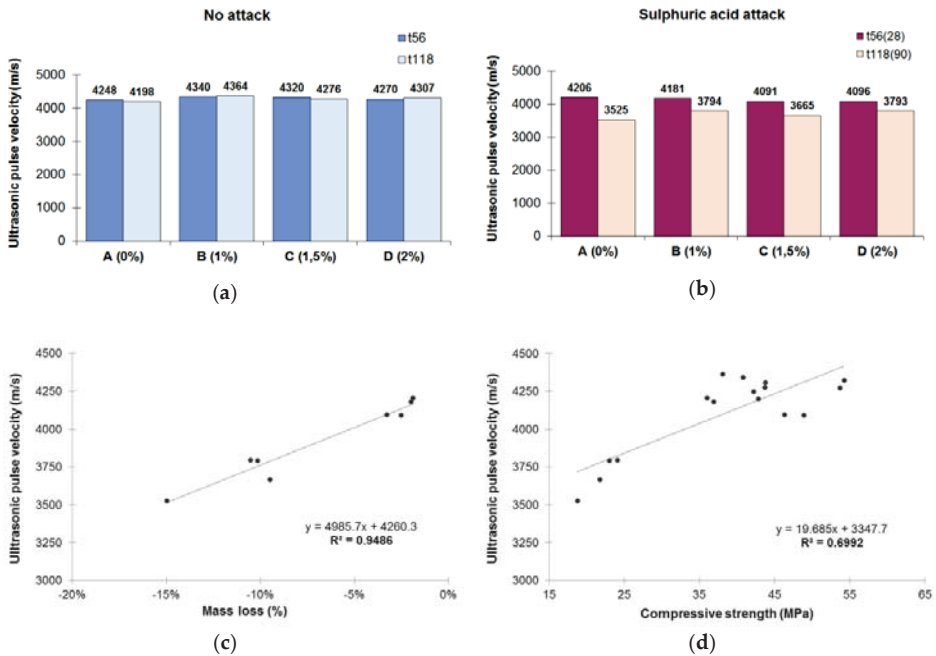 No attack
t56
t118
Ultrasonic pulse velocity (m/s)
5000
4000
3000
2000
1000
0
4248 4198 4340 4364 4320 4276 4270 4307
A (0%) B (1%) C (1,5%) D (2%)
(a)
Sulphuric acid attack
t56(28)
t118(90)
Ultrasonic pulse velocity (m/s)
5000
4000
3000
2000
1000
0
4206 3525 4181 3794 4091 3665 4096 3793
A (0%) B (1%) C (1,5%) D (2%)
(b)
Ulltrasonic pulse velocity (m/s)
4500
4250
4000
3750
3500
3250
3000
y = 4985.7x + 4260.3
R² = 0.9486
-20% -15% -10% -5% 0%
Mass loss (%)
(c)
Ulltrasonic pulse velocity (m/s)
4500
4250
4000
3750
3500
3250
3000
y = 19.685x + 3347.7
R² = 0.6992
15 25 35 45 55 65
Compressive strength (MPa)
(d)